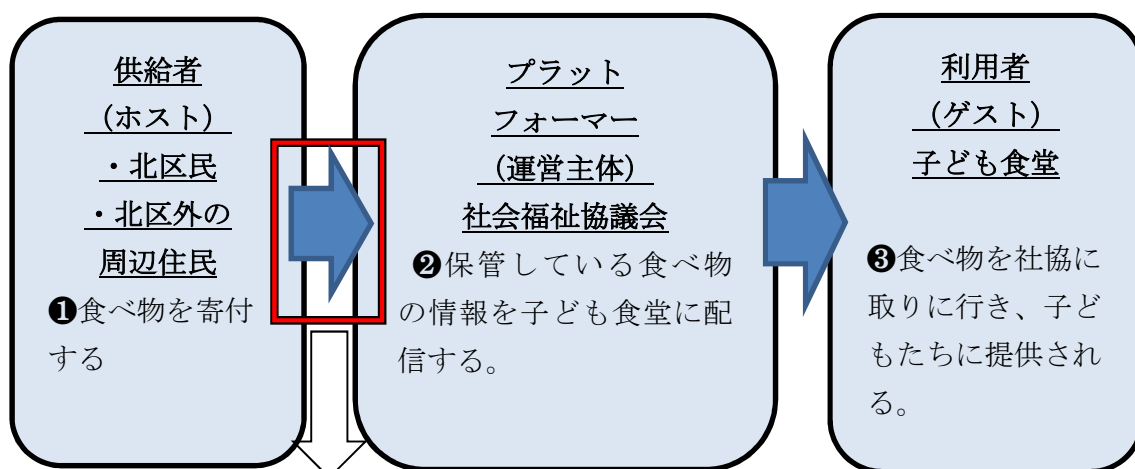 供給者
（ホスト）
・北区民
・北区外の
周辺住民
❶食べ物を寄付
する
プラット
フォーマー
（運営主体）
社会福祉協議会
❷保管している食べ物
の情報を子ども食堂に配
信する。
利用者
（ゲスト）
子ども食堂
❸食べ物を社協に
取りに行き、子ど
もたちに提供され
る。